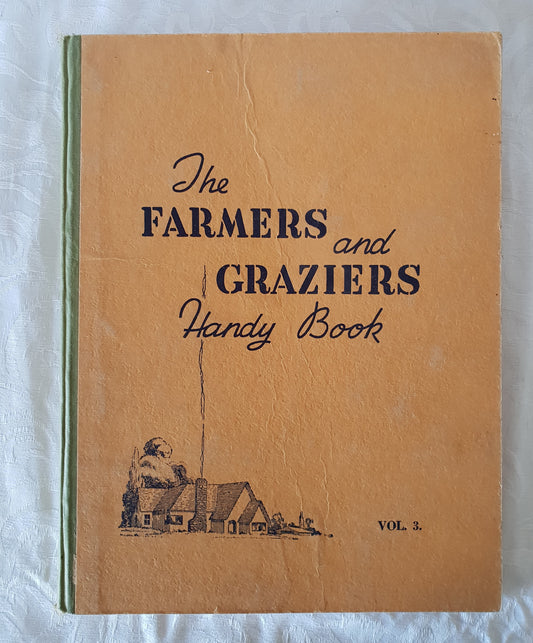 The
FARMERS and
GRAZIERS
Handy Book
VOL. 3.